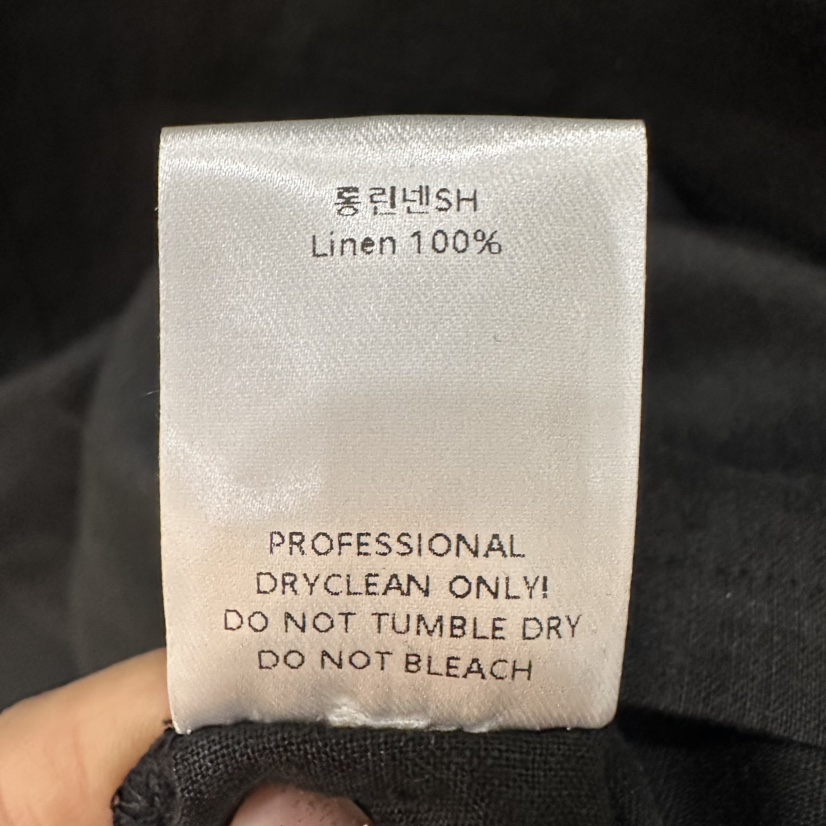 롱린넨SH
Linen 100%
PROFESSIONAL
DRYCLEAN ONLY!
DO NOT TUMBLE DRY
DO NOT BLEACH